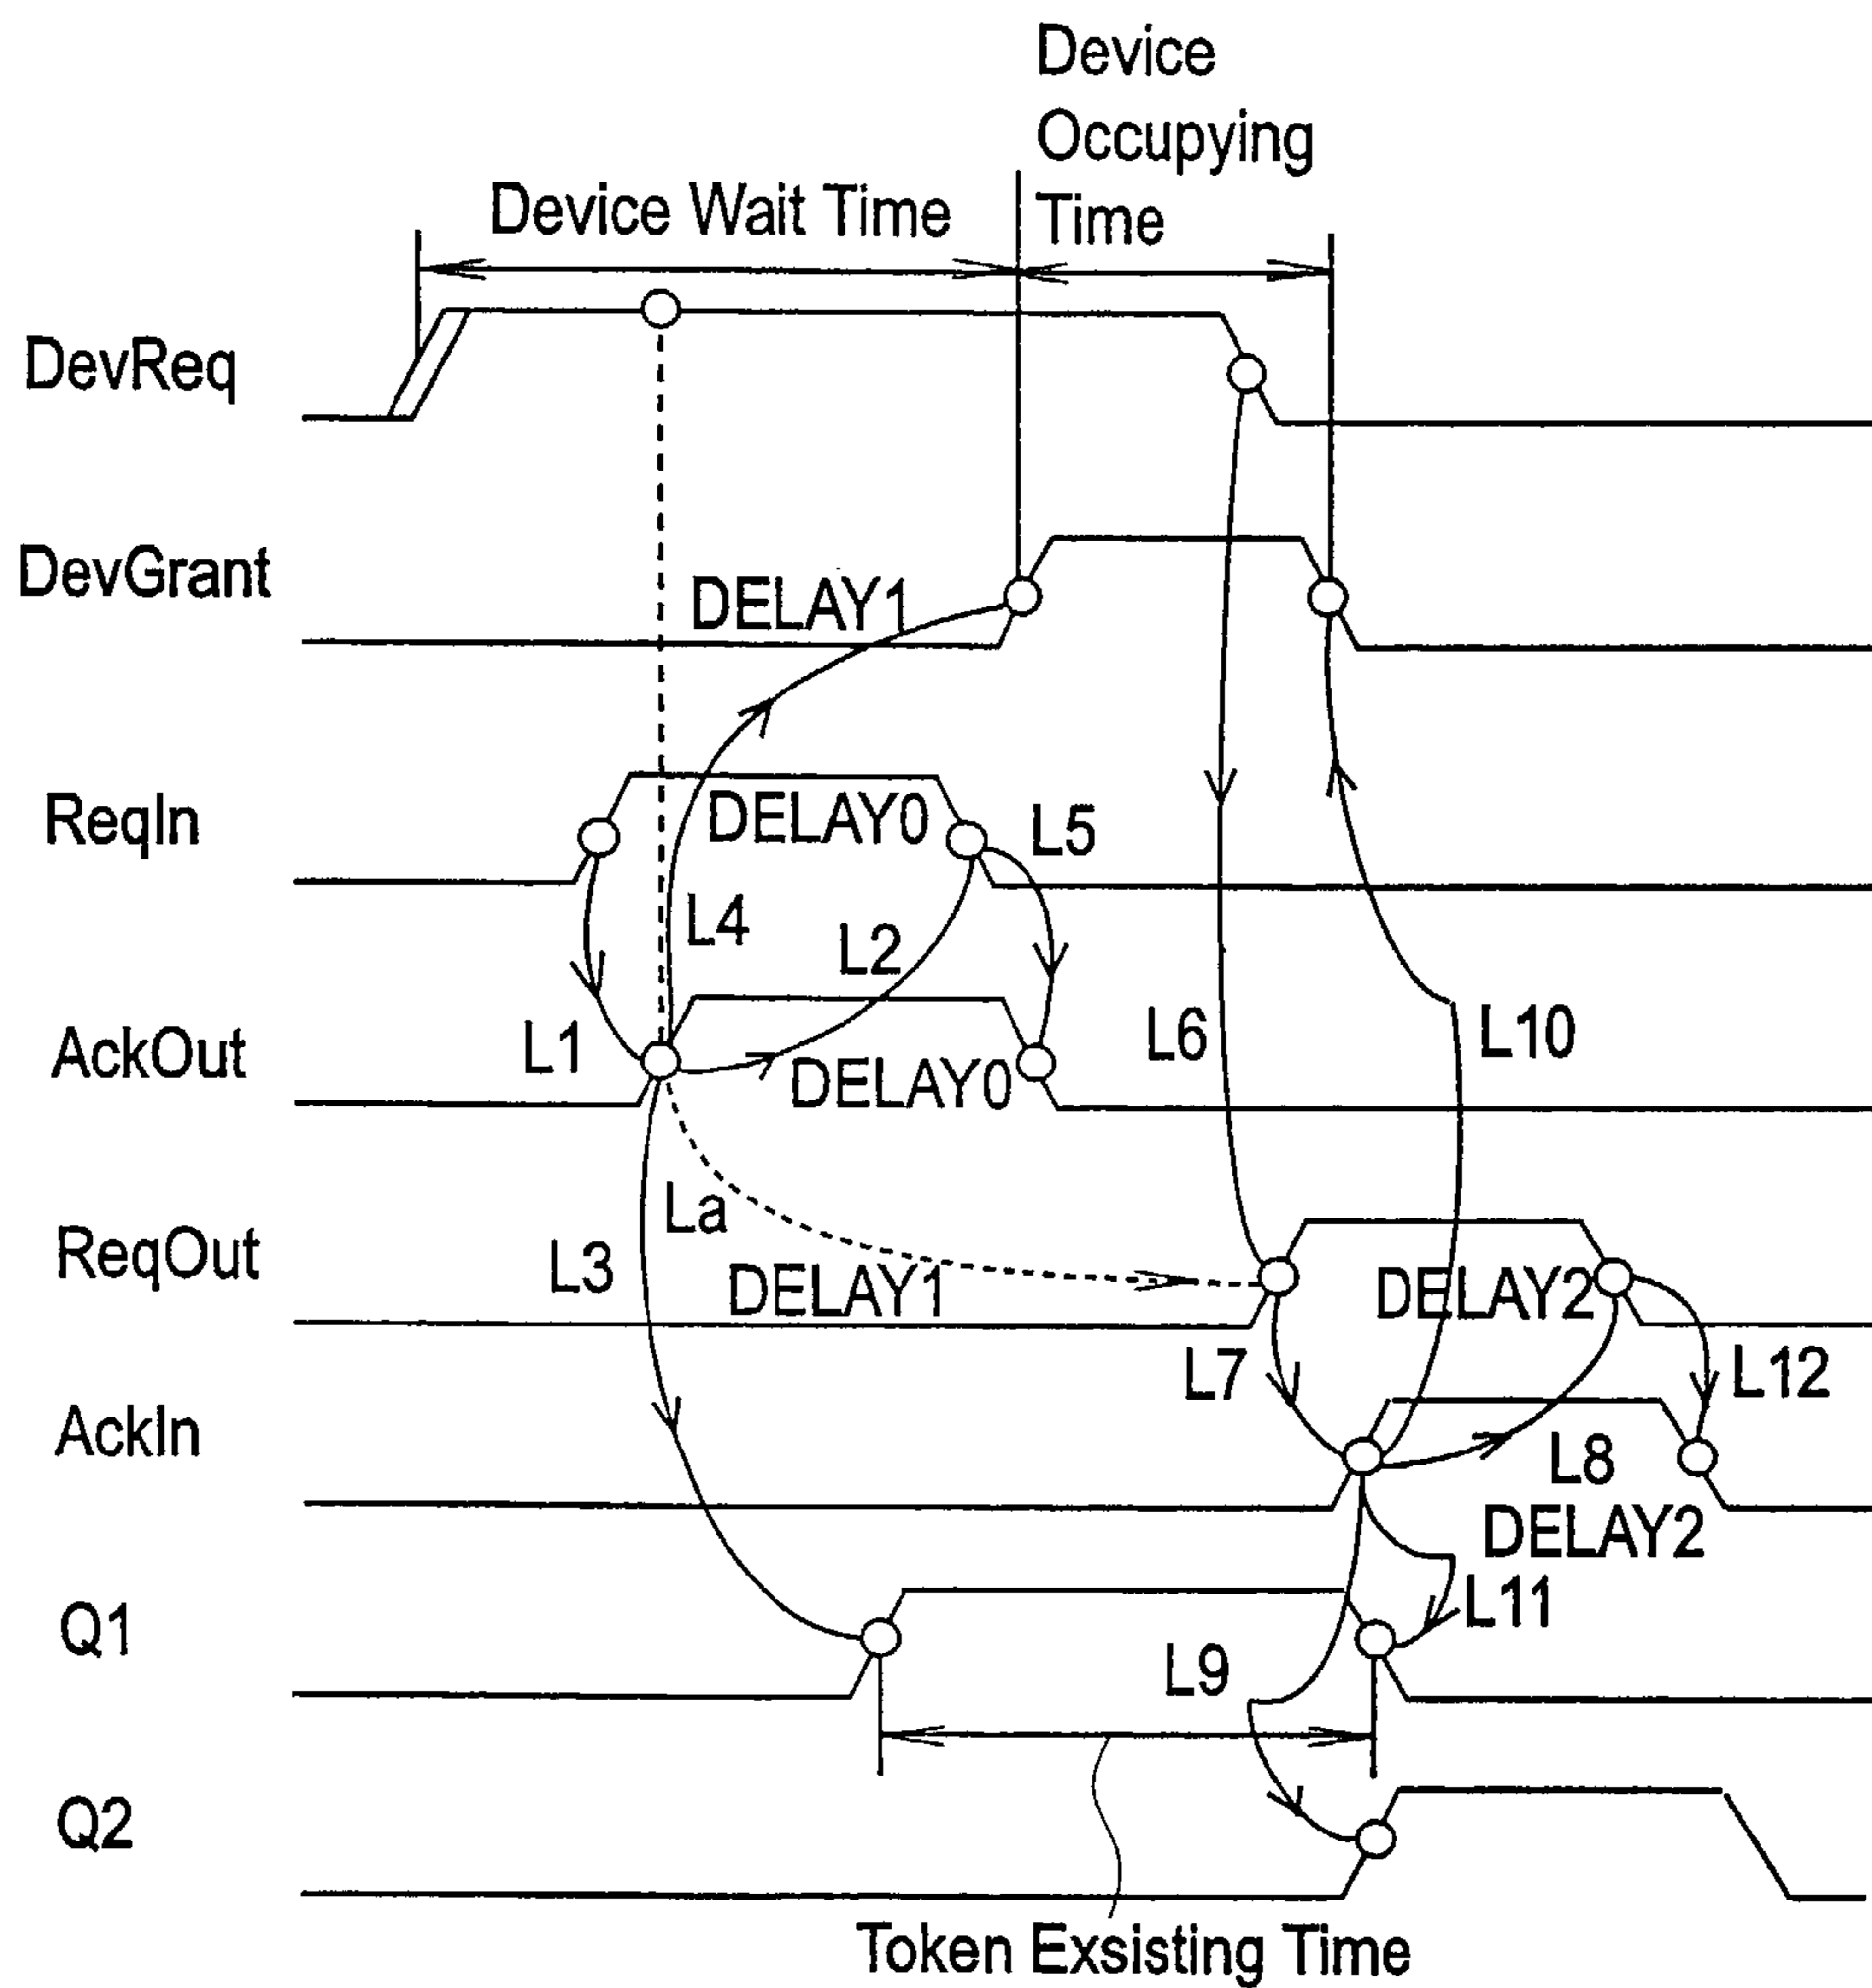 Device
Occupying
Time
Device Wait Time
DevReq
DevGrant
DELAY1
ReqIn
DELAY0
L5
L4
L2
AckOut
L1
DELAY0
L6
L10
La
ReqOut
L3
DELAY1
DELAY2
L7
L12
AckIn
L8
DELAY2
Q1
L11
L9
Q2
Token Exsisting Time